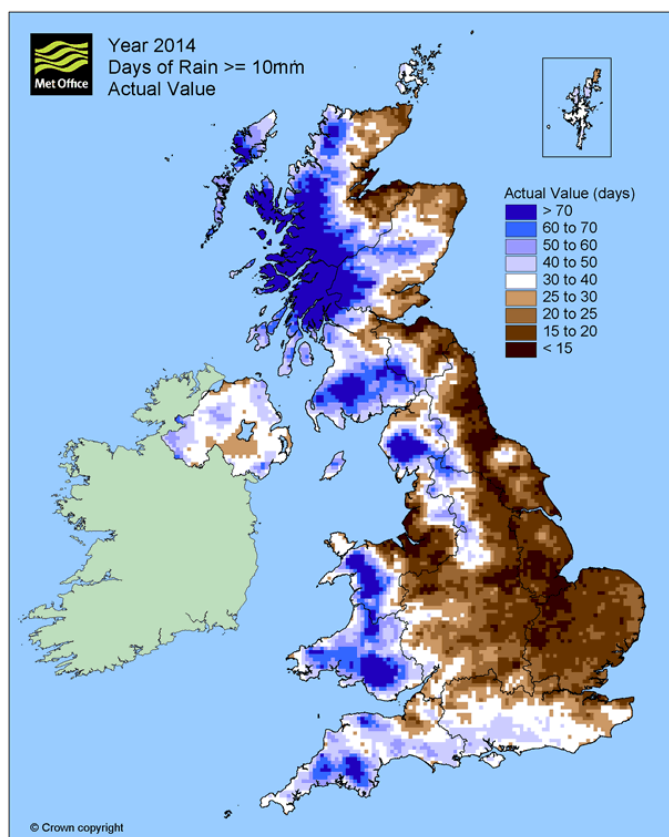 Met Office
Year 2014
Days of Rain >= 10mm
Actual Value
Actual Value (days)
> 70
60 to 70
50 to 60
40 to 50
30 to 40
25 to 30
20 to 25
15 to 20
< 15
© Crown copyright